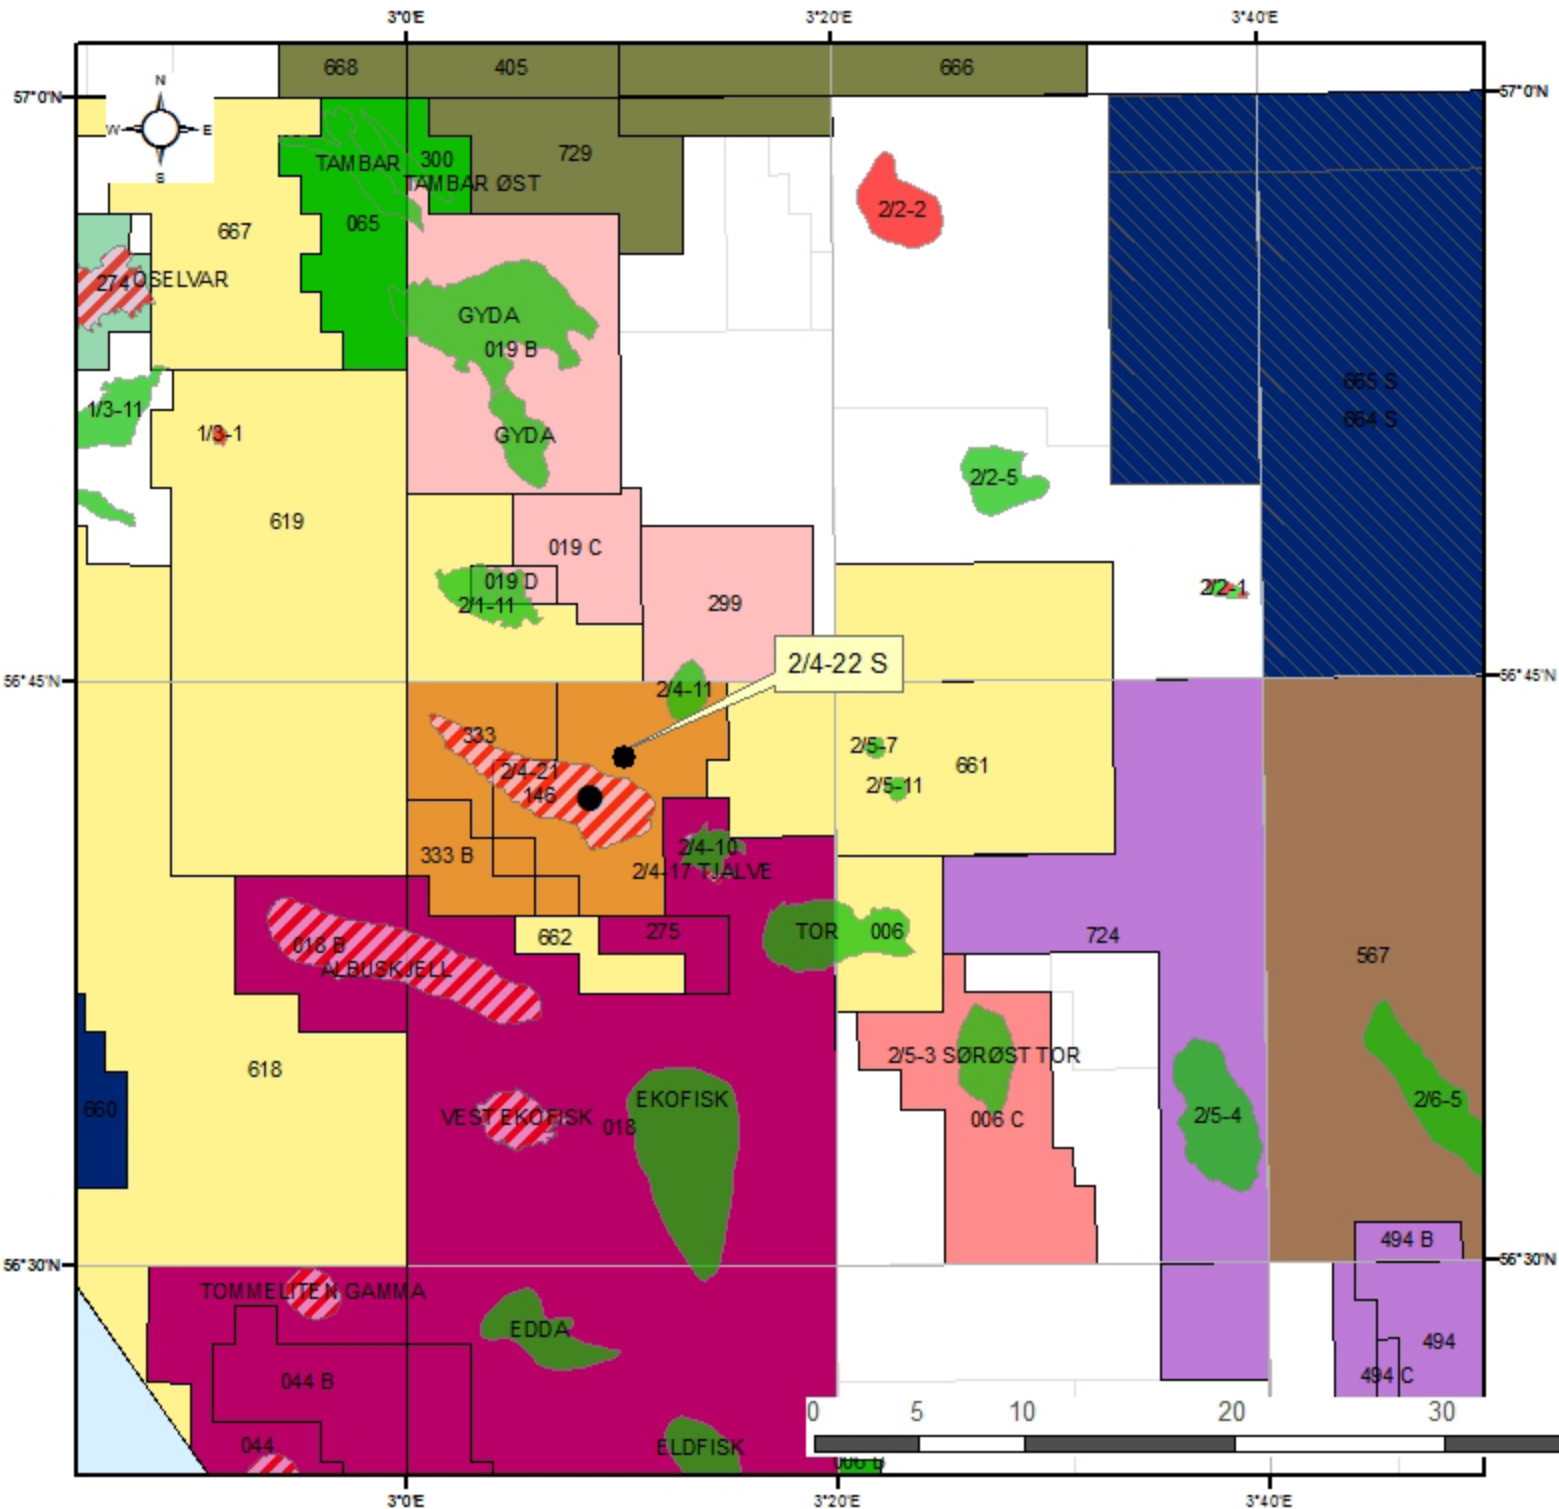 3°0'E 3°20'E 3°40'E
668 405 666
57°0'N 57°0'N
N
W E
S
TAMBAR 300 729
TAMBAR ØST
2/2-2
667 065
274 OSELVAR
GYDA
019 B
665 S
1/3-11
664 S
1/3-1 GYDA
2/2-5
619
019 C
019 D 2/2-1
2/1-11 299
2/4-22 S
56°45'N 56°45'N
2/4-11
333 2/5-7
2/4-21 661
146 2/5-11
333 B 2/4-10
2/4-17 TJALVE
662 275 TOR 006 724
018 B
ALBUSKJELL 567
2/5-3 SØRØST TOR
618
EKOFISK 2/6-5
660 VEST EKOFISK 018 006 C 2/5-4
494 B
56°30'N 56°30'N
TOMMELITEN GAMMA
EDDA 494
044 B 494 C
0 5 10 20 30
044 ELDFISK
006 D
3°0'E 3°20'E 3°40'E